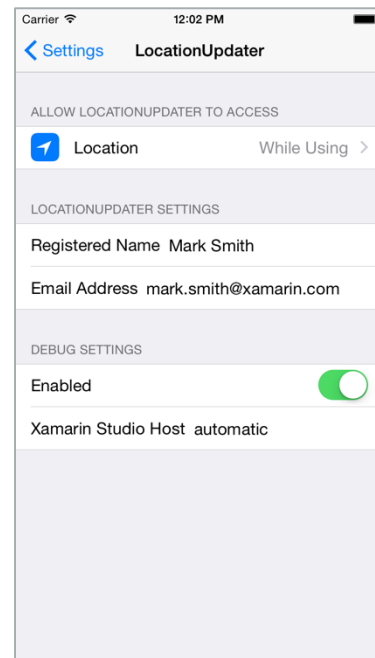 Carrier 12:02 PM
Settings LocationUpdater
ALLOW LOCATIONUPDATER TO ACCESS
Location While Using
LOCATIONUPDATER SETTINGS
Registered Name Mark Smith
Email Address mark.smith@xamarin.com
DEBUG SETTINGS
Enabled
Xamarin Studio Host automatic